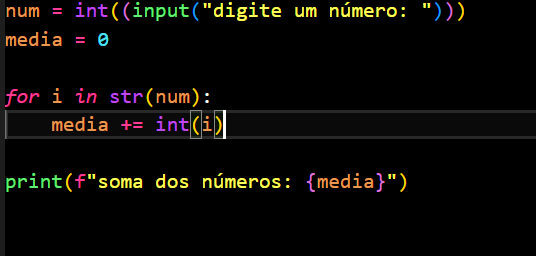 num = int((input("digite um número: ")))
media = 0
for i in str(num):
media += int(i)
print(f"soma dos números: {media}")